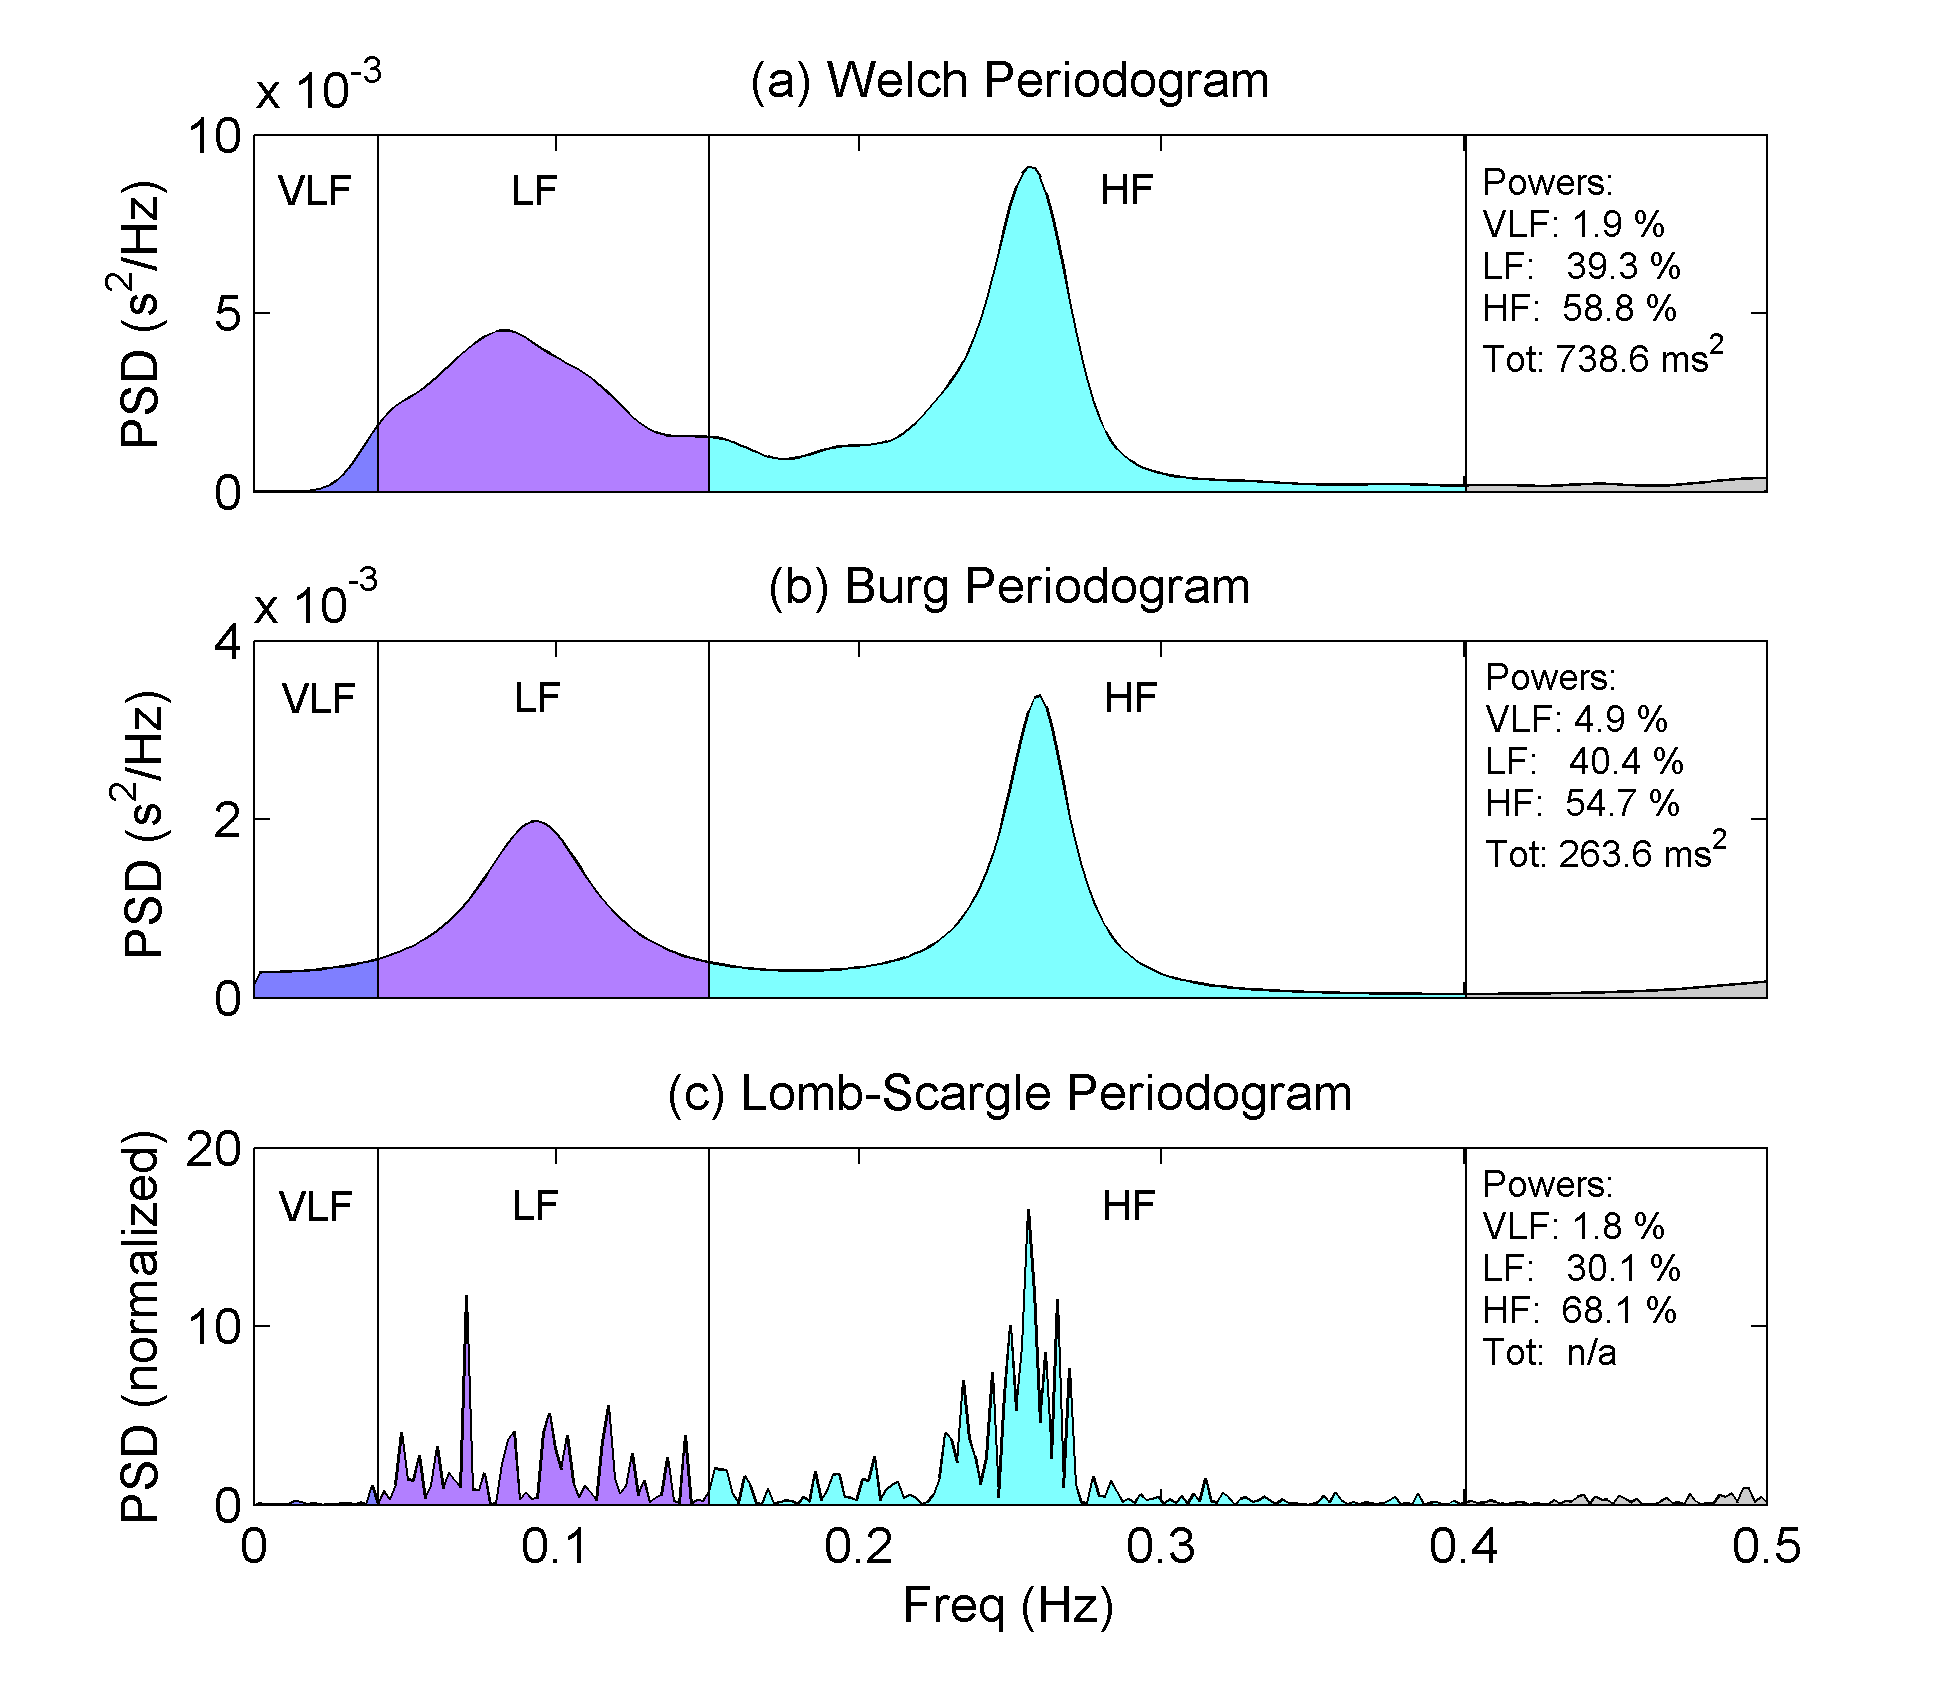 (a) Welch Periodogram
x 10⁻³
10
5
0
PSD (s²/Hz)
VLF
LF
HF
Powers:
VLF: 1.9 %
LF: 39.3 %
HF: 58.8 %
Tot: 738.6 ms²
(b) Burg Periodogram
x 10⁻³
4
2
0
PSD (s²/Hz)
VLF
LF
HF
Powers:
VLF: 4.9 %
LF: 40.4 %
HF: 54.7 %
Tot: 263.6 ms²
(c) Lomb-Scargle Periodogram
20
10
0
PSD (normalized)
VLF
LF
HF
Powers:
VLF: 1.8 %
LF: 30.1 %
HF: 68.1 %
Tot: n/a
0 0.1 0.2 0.3 0.4 0.5
Freq (Hz)